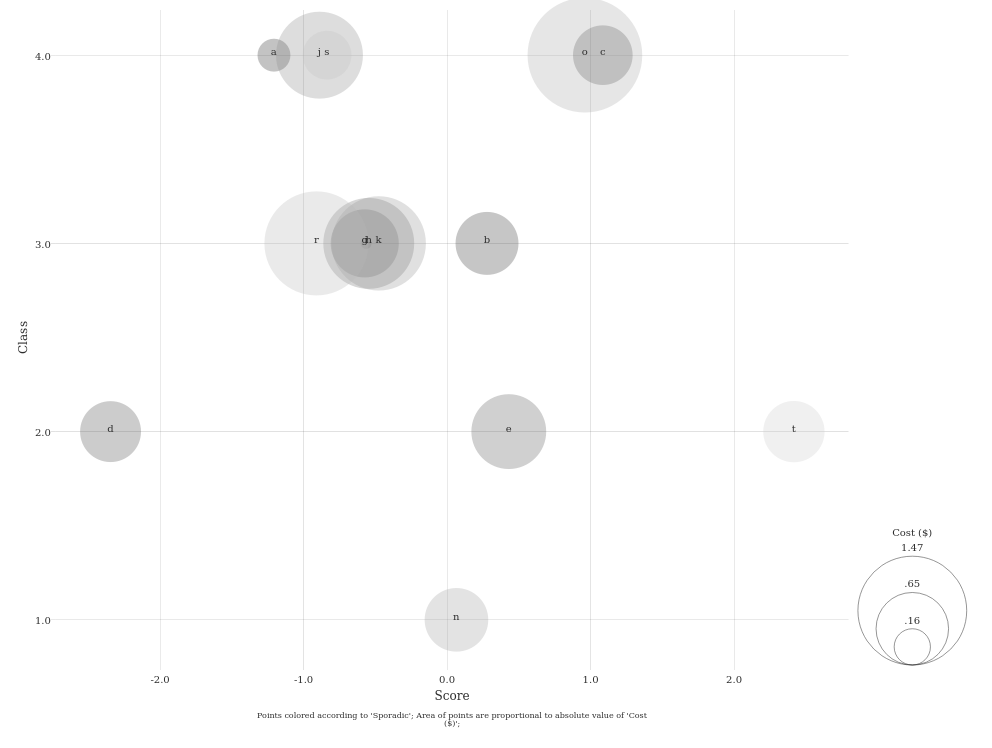 4.0
a
j s
o
c
3.0
r
g
h
k
b
Class
2.0
d
e
t
Cost ($)
1.47
.65
.16
1.0
n
-2.0
-1.0
0.0
1.0
2.0
Score
Points colored according to 'Sporadic'; Area of points are proportional to absolute value of 'Cost
($)';